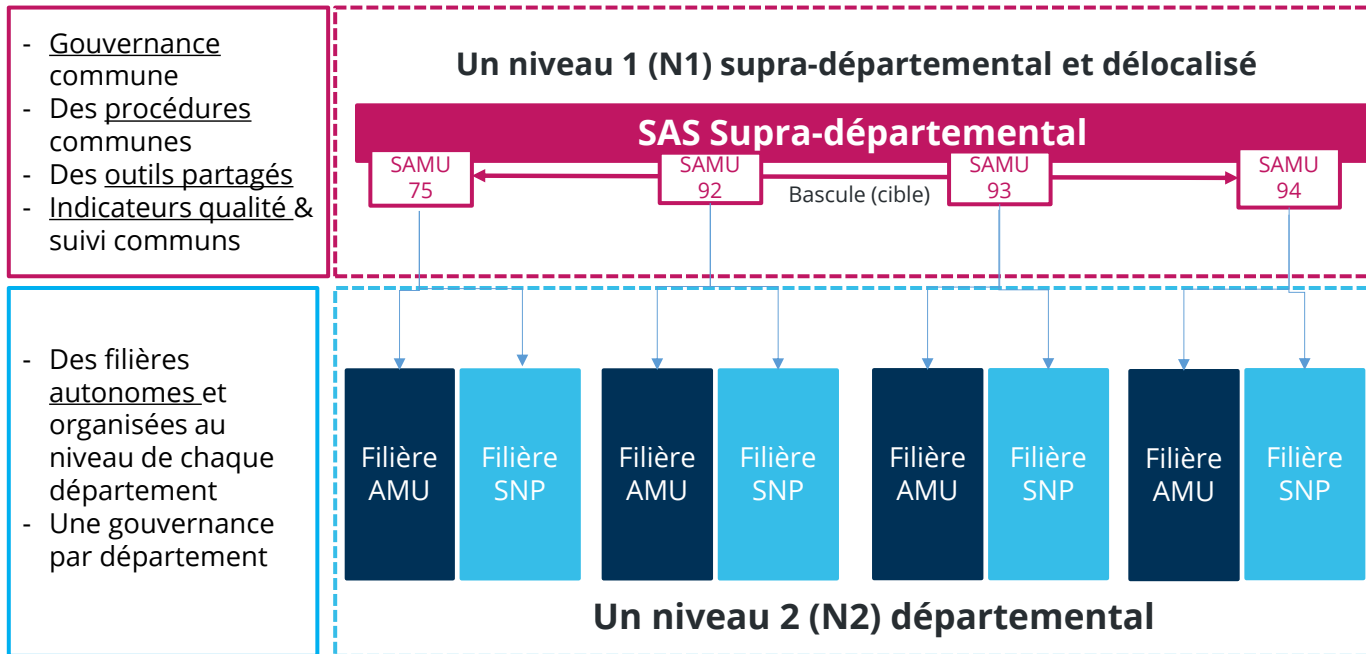 - Gouvernance
commune
- Des procédures
communes
- Des outils partagés
- Indicateurs qualité &
suivi communs
Un niveau 1 (N1) supra-départemental et délocalisé
SAS Supra-départemental
SAMU
75
SAMU
92
SAMU
93
SAMU
94
Bascule (cible)
- Des filières
autonomes et
organisées au
niveau de chaque
département
- Une gouvernance
par département
Filière
AMU
Filière
SNP
Filière
AMU
Filière
SNP
Filière
AMU
Filière
SNP
Filière
AMU
Filière
SNP
Un niveau 2 (N2) départemental